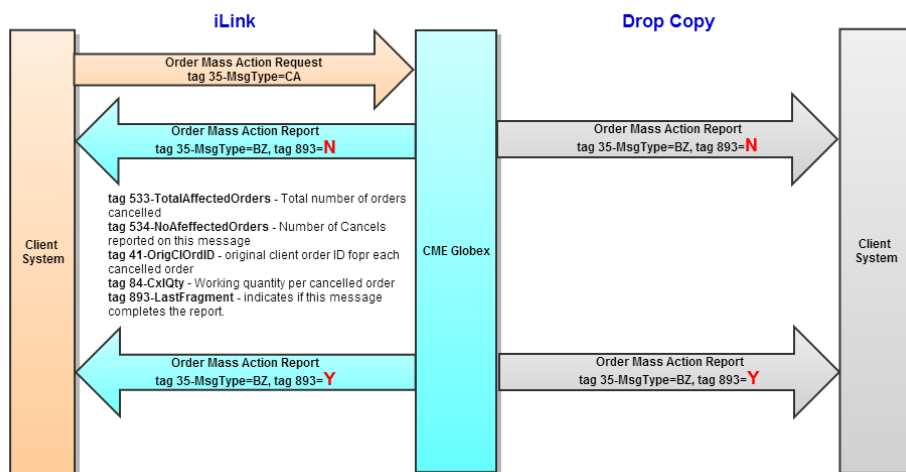 iLink
Drop Copy
Order Mass Action Request
tag 35-MsgType=CA
Order Mass Action Report
tag 35-MsgType=BZ, tag 893=N
Order Mass Action Report
tag 35-MsgType=BZ, tag 893=N
tag 533-TotalAffectedOrders - Total number of orders
cancelled
tag 534-NoAfeffectedOrders - Number of Cancels
reported on this message
tag 41-OrigClOrdID - original client order ID fopr each
cancelled order
tag 84-CxlQty - Working quantity per cancelled order
tag 893-LastFragment - indicates if this message
completes the report.
Client
System
CME Globex
Client
System
Order Mass Action Report
tag 35-MsgType=BZ, tag 893=Y
Order Mass Action Report
tag 35-MsgType=BZ, tag 893=Y